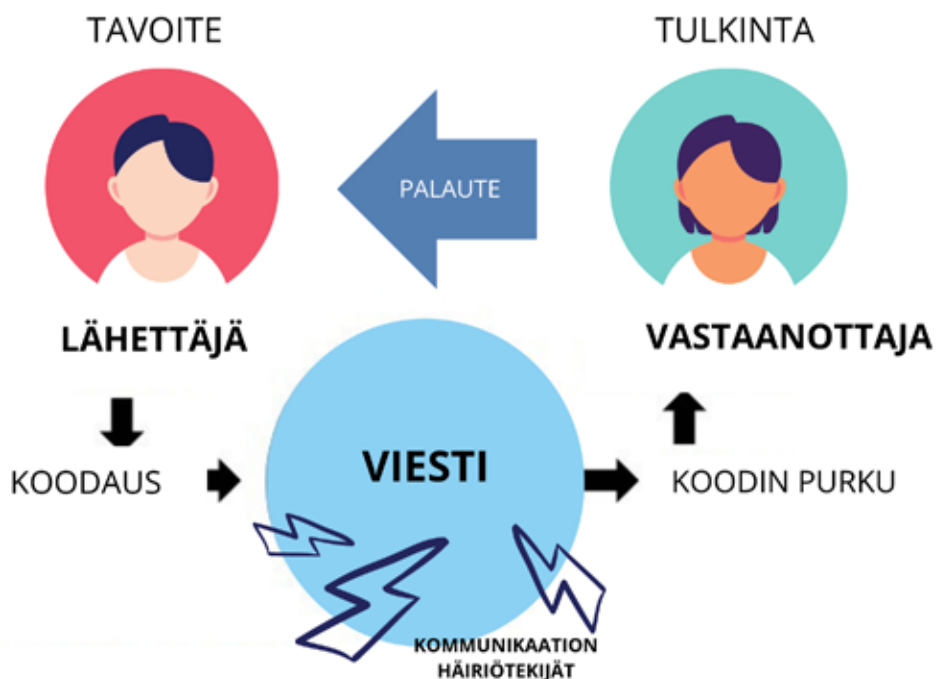 TAVOITE
TULKINTA
PALAUTE
LÄHETTÄJÄ
VASTAANOTTAJA
VIESTI
KOODAUS
KOODIN PURKU
KOMMUNIKAATION
HÄIRIÖTEKIJÄT